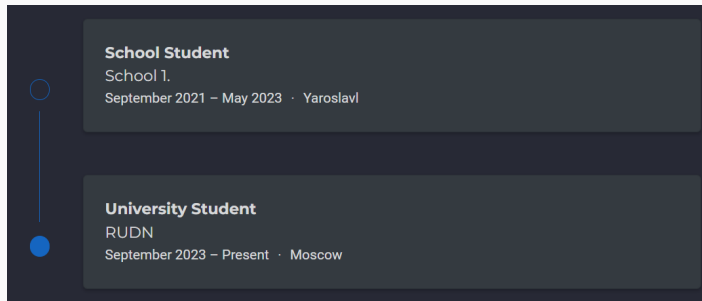 School Student
School 1.
September 2021 – May 2023 · Yaroslavl
University Student
RUDN
September 2023 – Present · Moscow